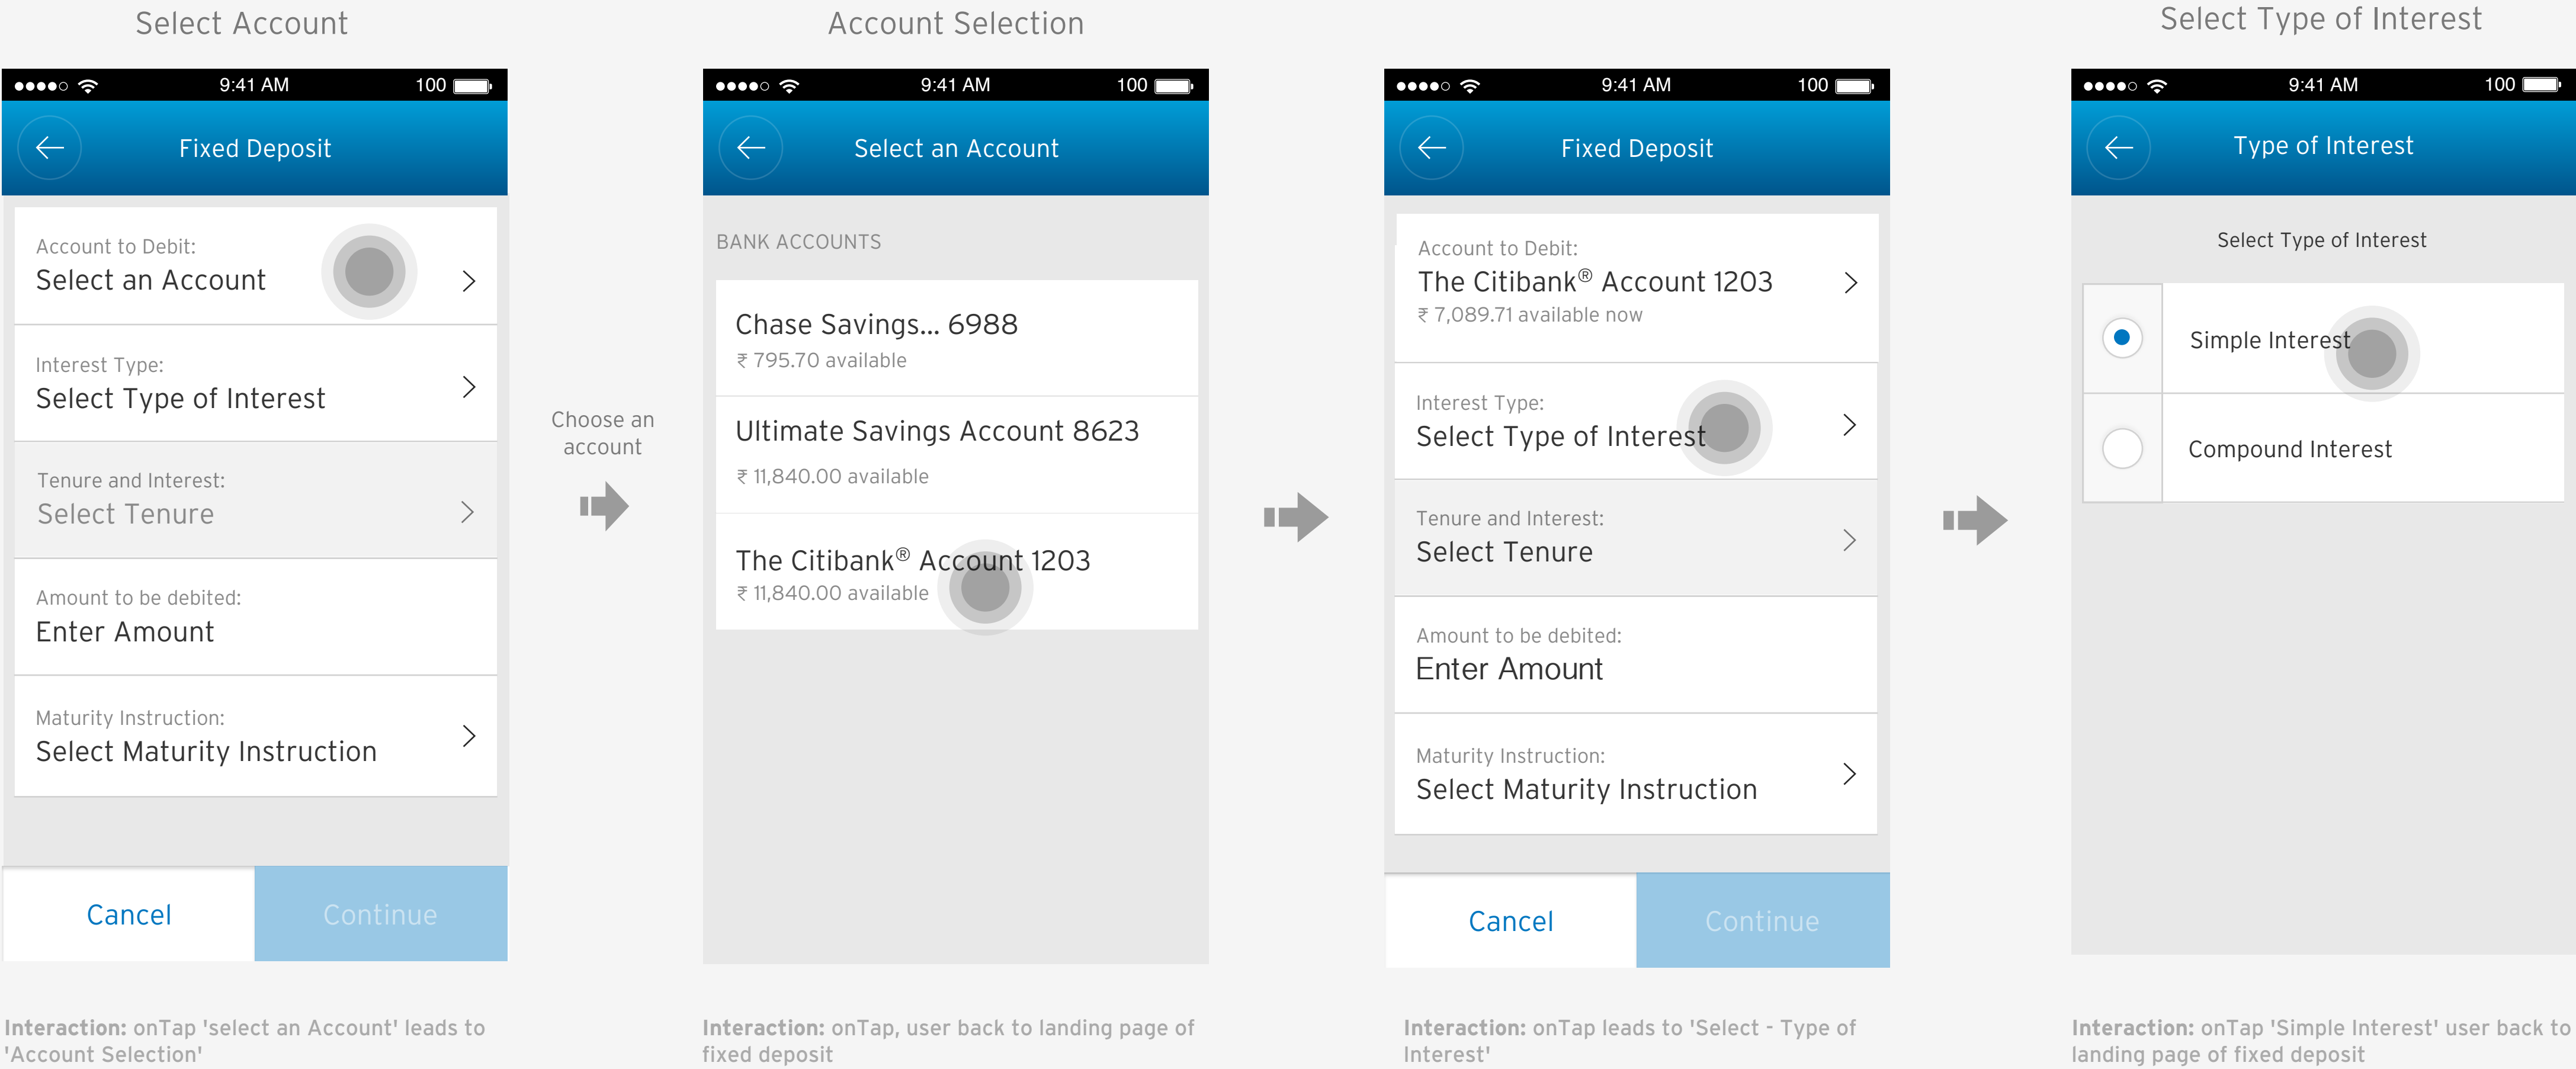 Select Account
9:41 AM
100
Fixed Deposit
Account to Debit:
Select an Account
Interest Type:
Select Type of Interest
Tenure and Interest:
Select Tenure
Amount to be debited:
Enter Amount
Maturity Instruction:
Select Maturity Instruction
Cancel
Continue
Interaction: onTap 'select an Account' leads to
'Account Selection'
Choose an
account
Account Selection
9:41 AM
100
Select an Account
BANK ACCOUNTS
Chase Savings... 6988
₹ 795.70 available
Ultimate Savings Account 8623
₹ 11,840.00 available
The Citibank® Account 1203
₹ 11,840.00 available
Interaction: onTap, user back to landing page of
fixed deposit
9:41 AM
100
Fixed Deposit
Account to Debit:
The Citibank® Account 1203
₹ 7,089.71 available now
Interest Type:
Select Type of Interest
Tenure and Interest:
Select Tenure
Amount to be debited:
Enter Amount
Maturity Instruction:
Select Maturity Instruction
Cancel
Continue
Interaction: onTap leads to 'Select - Type of
Interest'
Select Type of Interest
9:41 AM
100
Type of Interest
Select Type of Interest
Simple Interest
Compound Interest
Interaction: onTap 'Simple Interest' user back to
landing page of fixed deposit